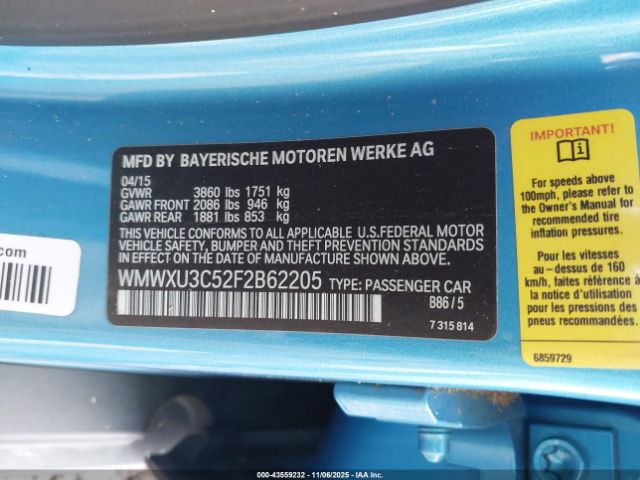 MFD BY BAYERISCHE MOTOREN WERKE AG
04/15
GVWR 3860 lbs 1751 kg
GAWR FRONT 2086 lbs 946 kg
GAWR REAR 1881 lbs 853 kg
THIS VEHICLE CONFORMS TO ALL APPLICABLE U.S.FEDERAL MOTOR
VEHICLE SAFETY, BUMPER AND THEFT PREVENTION STANDARDS
IN EFFECT ON THE DATE OF MANUFACTURE SHOWN ABOVE.
WMWXU3C52F2B62205 TYPE: PASSENGER CAR
B86/5
7 315 814
.com
IMPORTANT!
For speeds above
100mph, please refer to
the Owner's Manual for
recommended tire
inflation pressures.
Pour les vitesses
au-dessus de 160
km/h, reportez-vous à
la notice d'utilisation
pour les pressions des
pneus recommandées.
6859729
000-43559232 - 11/06/2025 - IAA Inc.